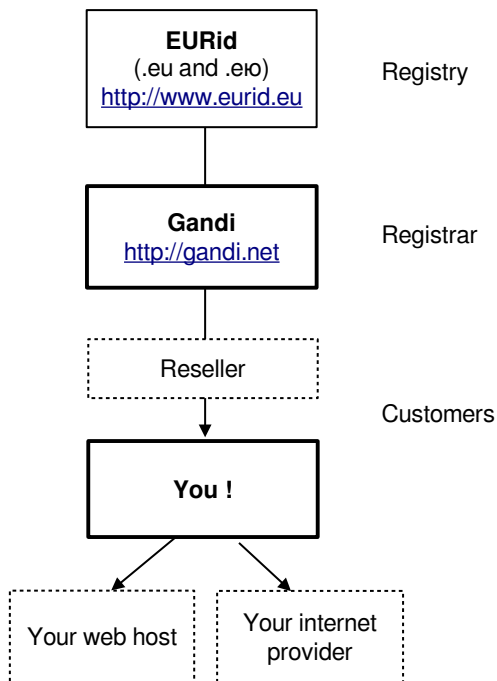 EURid
(.eu and .ею)
http://www.eurid.eu
Registry
Gandi
http://gandi.net
Registrar
Reseller
Customers
You !
Your web host
Your internet
provider